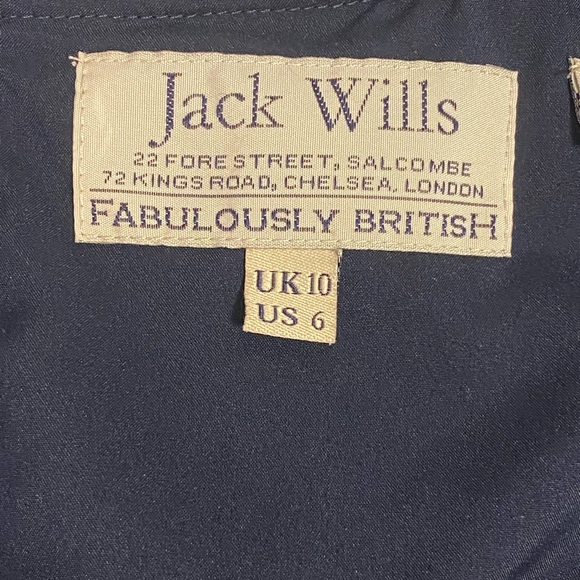 Jack Wills
22 FORE STREET, SALCOMBE
72 KINGS ROAD, CHELSEA, LONDON
FABULOUSLY BRITISH
UK 10
US 6